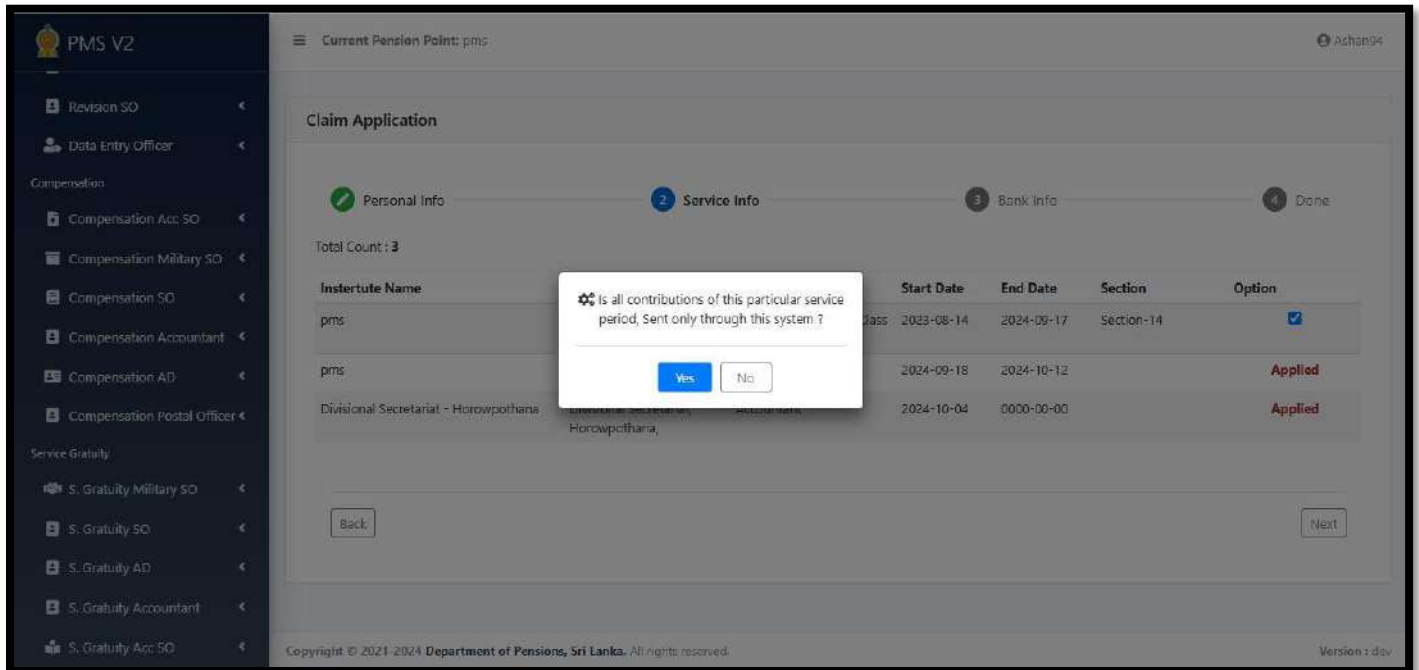 PMS V2
Current Pension Point: pms
Ashan94
Revision SO
Data Entry Officer
Compensation
Compensation Acc SO
Compensation Military SO
Compensation SO
Compensation Accountant
Compensation AD
Compensation Postal Officer
Service Gratuity
S. Gratuity Military SO
S. Gratuity SO
S. Gratuity AD
S. Gratuity Accountant
S. Gratuity Acc SO
Claim Application
Personal Info
2 Service Info
3 Bank Info
4 Done
Total Count : 3
Instertute Name Start Date End Date Section Option
pms 2023-08-14 2024-09-17 Section-14
pms 2024-09-18 2024-10-12 Applied
Divisional Secretariat - Horowpothana Divisional Secretariat, Accountant, 2024-10-04 0000-00-00 Applied
Horowpothana,
Is all contributions of this particular service
period, Sent only through this system ?
Yes No
Back Next
Copyright © 2021-2024 Department of Pensions, Sri Lanka. All rights reserved.
Version : dev